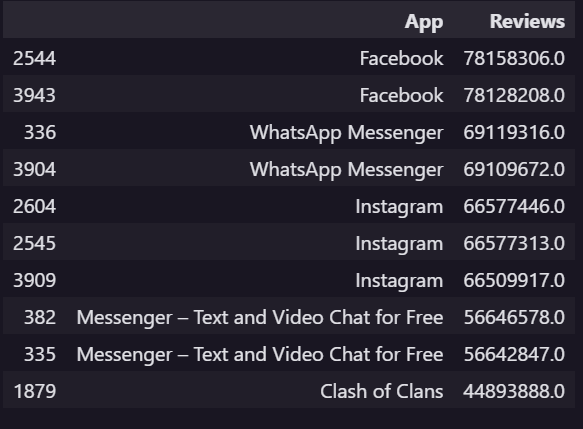 App Reviews
2544 Facebook 78158306.0
3943 Facebook 78128208.0
336 WhatsApp Messenger 69119316.0
3904 WhatsApp Messenger 69109672.0
2604 Instagram 66577446.0
2545 Instagram 66577313.0
3909 Instagram 66509917.0
382 Messenger – Text and Video Chat for Free 56646578.0
335 Messenger – Text and Video Chat for Free 56642847.0
1879 Clash of Clans 44893888.0